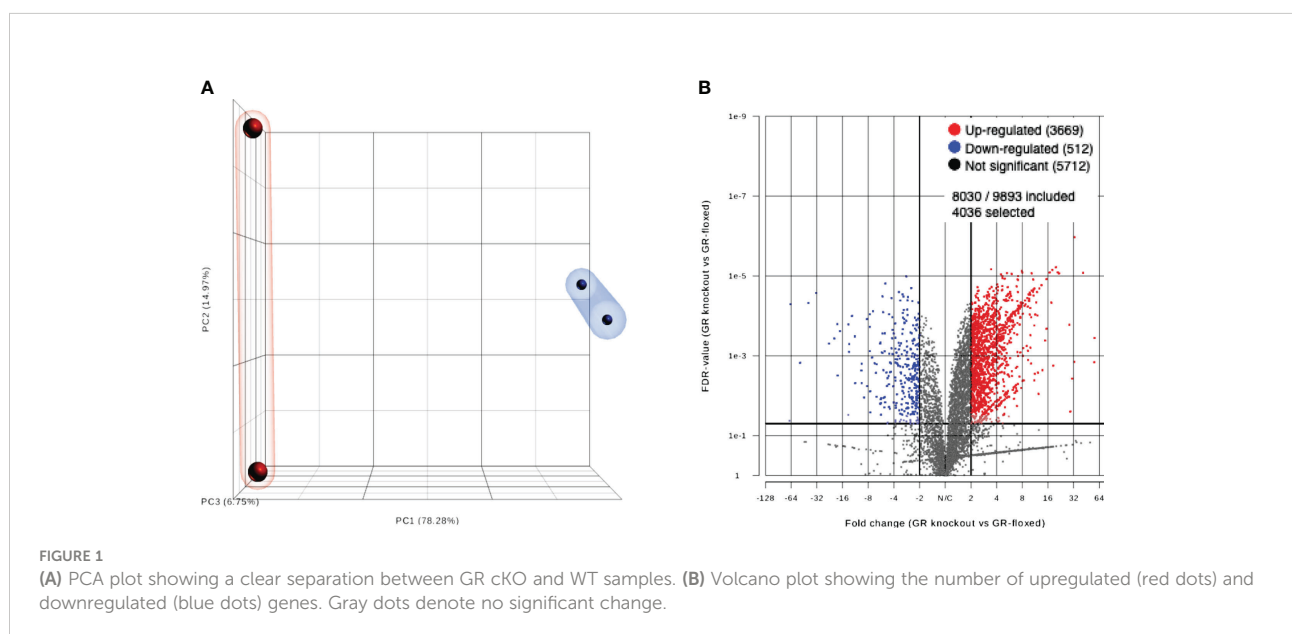 A
PC2 (14.97%)
PC3 (6.75%)
PC1 (78.28%)
B
FDR-value (GR knockout vs GR-floxed)
1e-9
1e-7
1e-5
1e-3
1e-1
1
Up-regulated (3669)
Down-regulated (512)
Not significant (5712)
8030 / 9893 included
4036 selected
-128 -64 -32 -16 -8 -4 -2 N/C 2 4 8 16 32 64
Fold change (GR knockout vs GR-floxed)
FIGURE 1
(A) PCA plot showing a clear separation between GR cKO and WT samples. (B) Volcano plot showing the number of upregulated (red dots) and
downregulated (blue dots) genes. Gray dots denote no significant change.